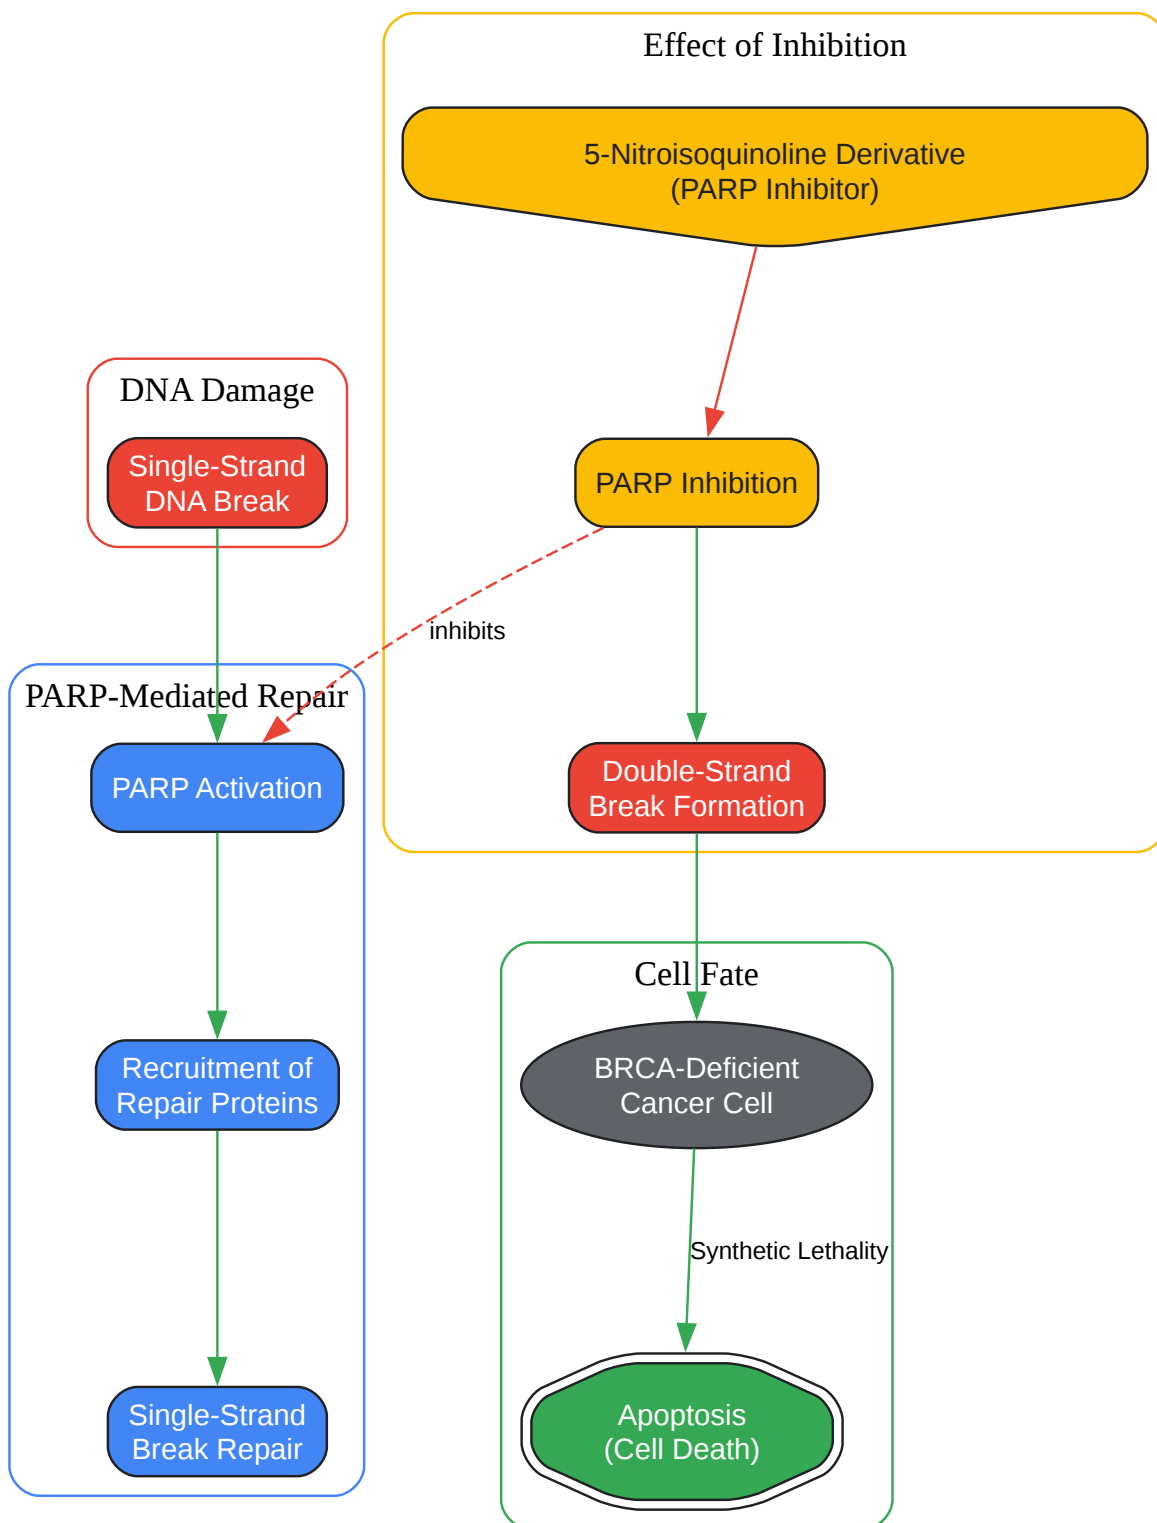 Effect of Inhibition
5-Nitroisoquinoline Derivative
(PARP Inhibitor)
DNA Damage
Single-Strand
DNA Break
PARP Inhibition
inhibits
PARP-Mediated Repair
PARP Activation
Double-Strand
Break Formation
Cell Fate
Recruitment of
Repair Proteins
BRCA-Deficient
Cancer Cell
Synthetic Lethality
Single-Strand
Break Repair
Apoptosis
(Cell Death)